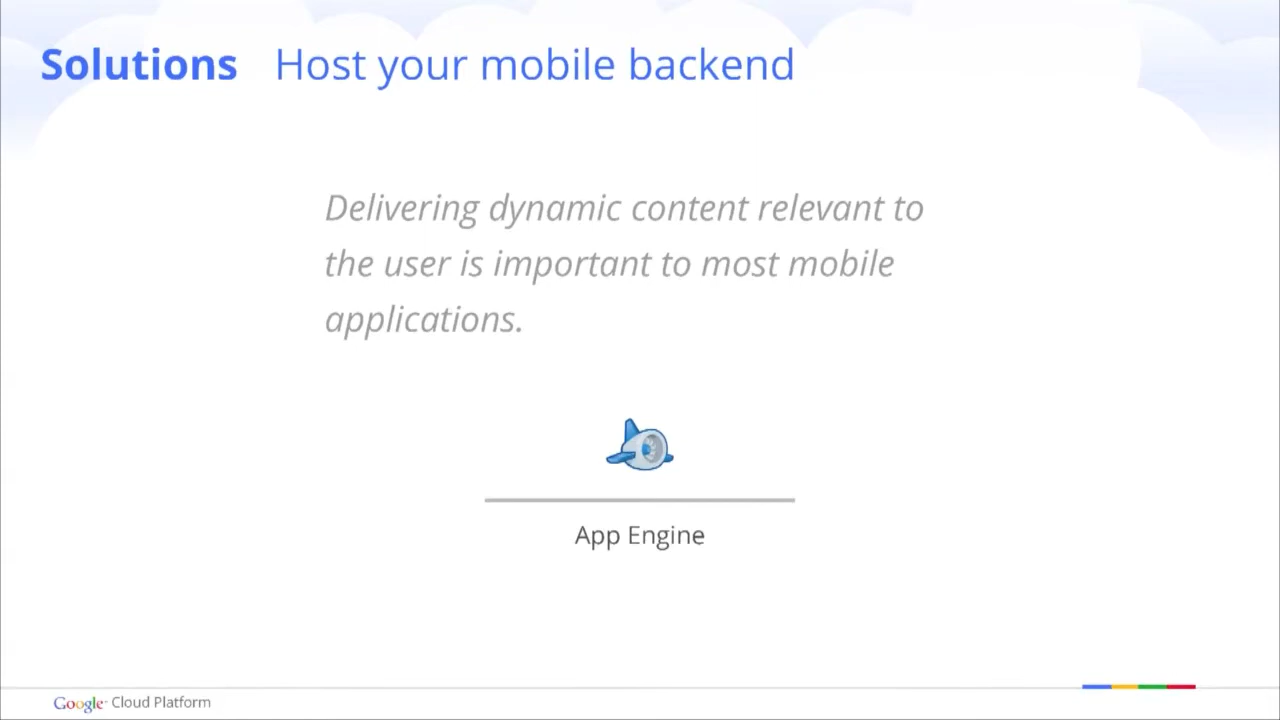 Solutions Host your mobile backend
Delivering dynamic content relevant to
the user is important to most mobile
applications.
App Engine
Google Cloud Platform